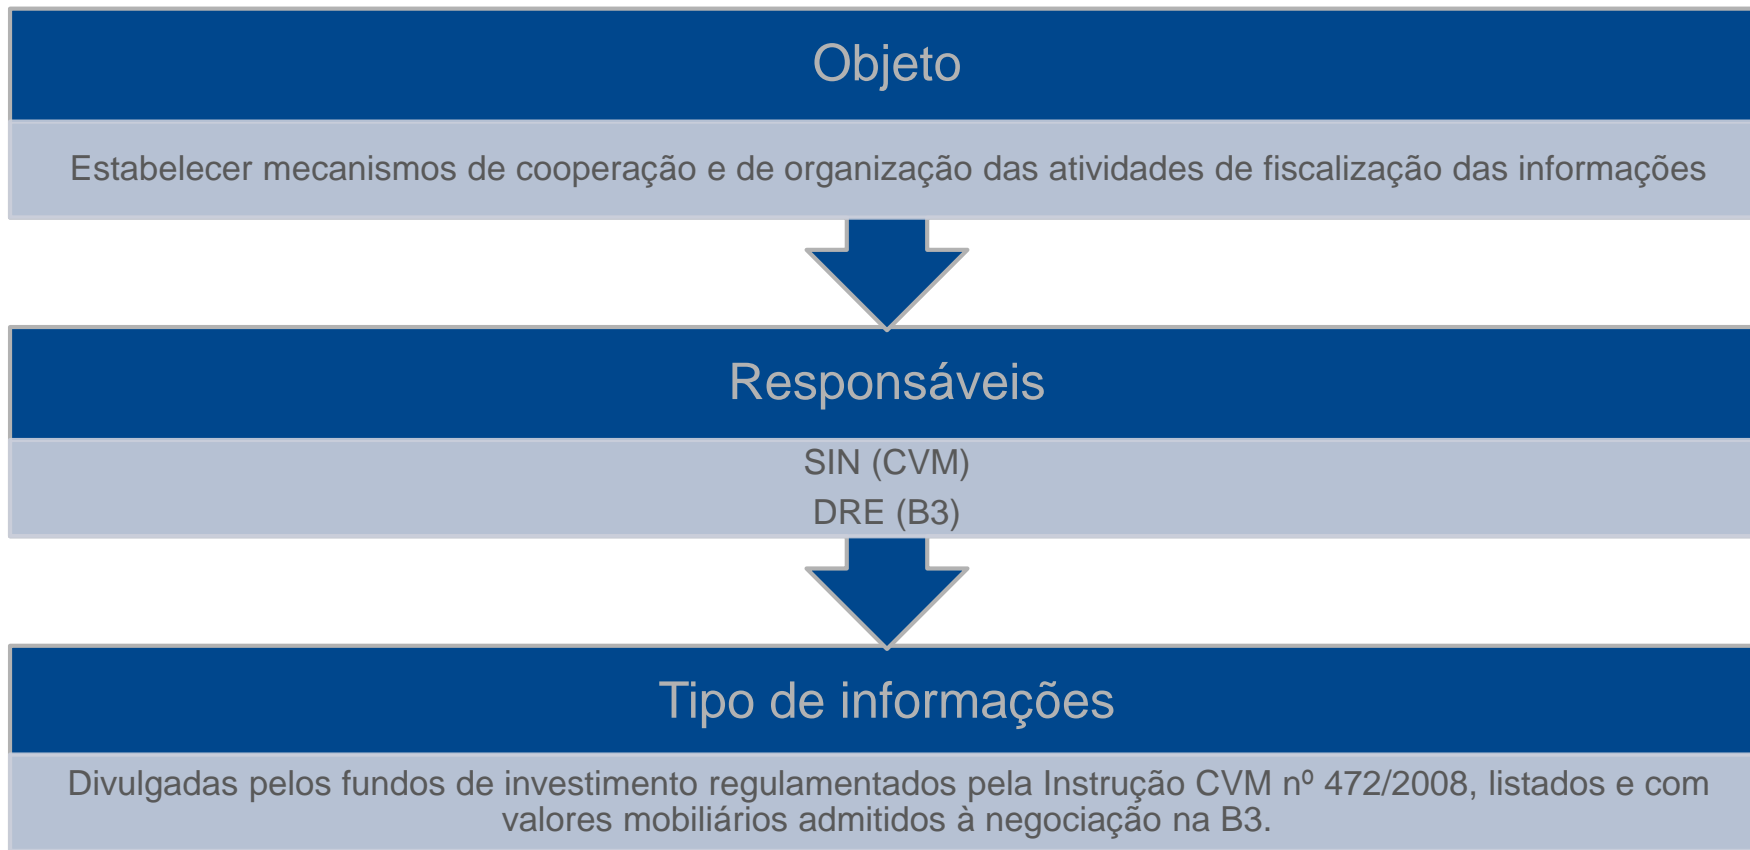 Objeto
Estabelecer mecanismos de cooperação e de organização das atividades de fiscalização das informações
Responsáveis
SIN (CVM)
DRE (B3)
Tipo de informações
Divulgadas pelos fundos de investimento regulamentados pela Instrução CVM nº 472/2008, listados e com
valores mobiliários admitidos à negociação na B3.